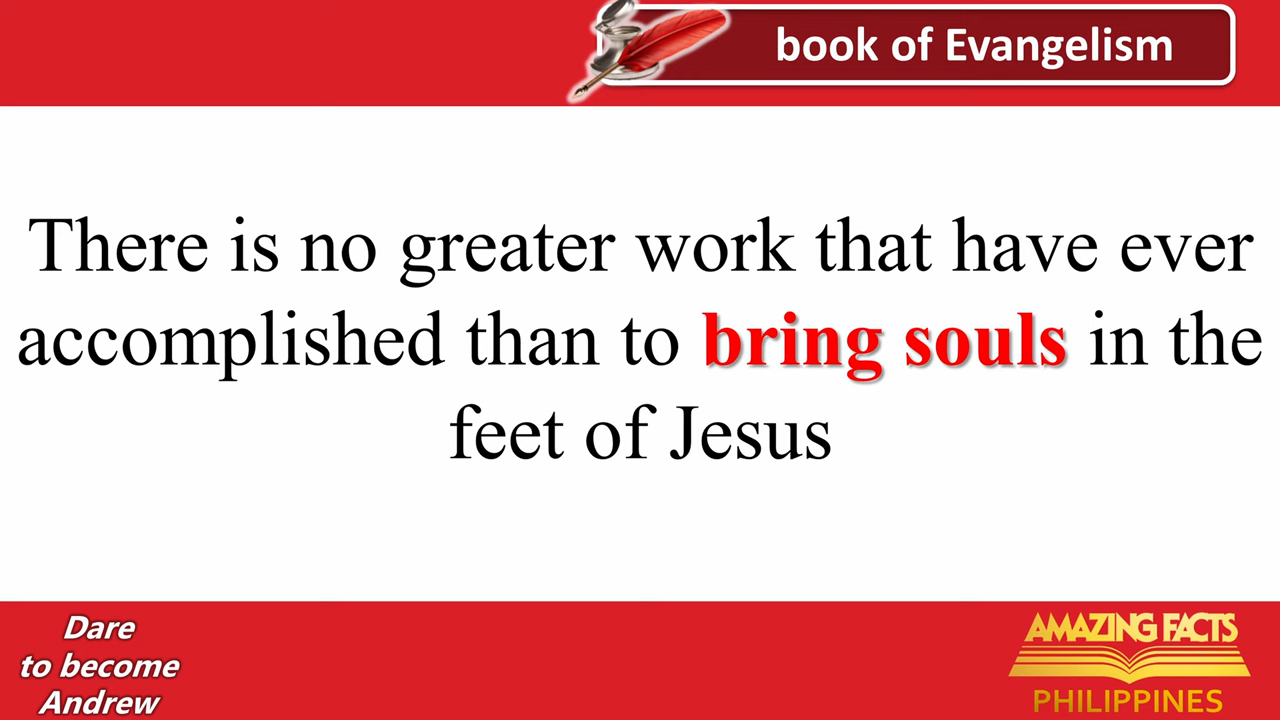 book of Evangelism
There is no greater work that have ever
accomplished than to bring souls in the
feet of Jesus
Dare
to become
Andrew
AMAZING FACTS
PHILIPPINES